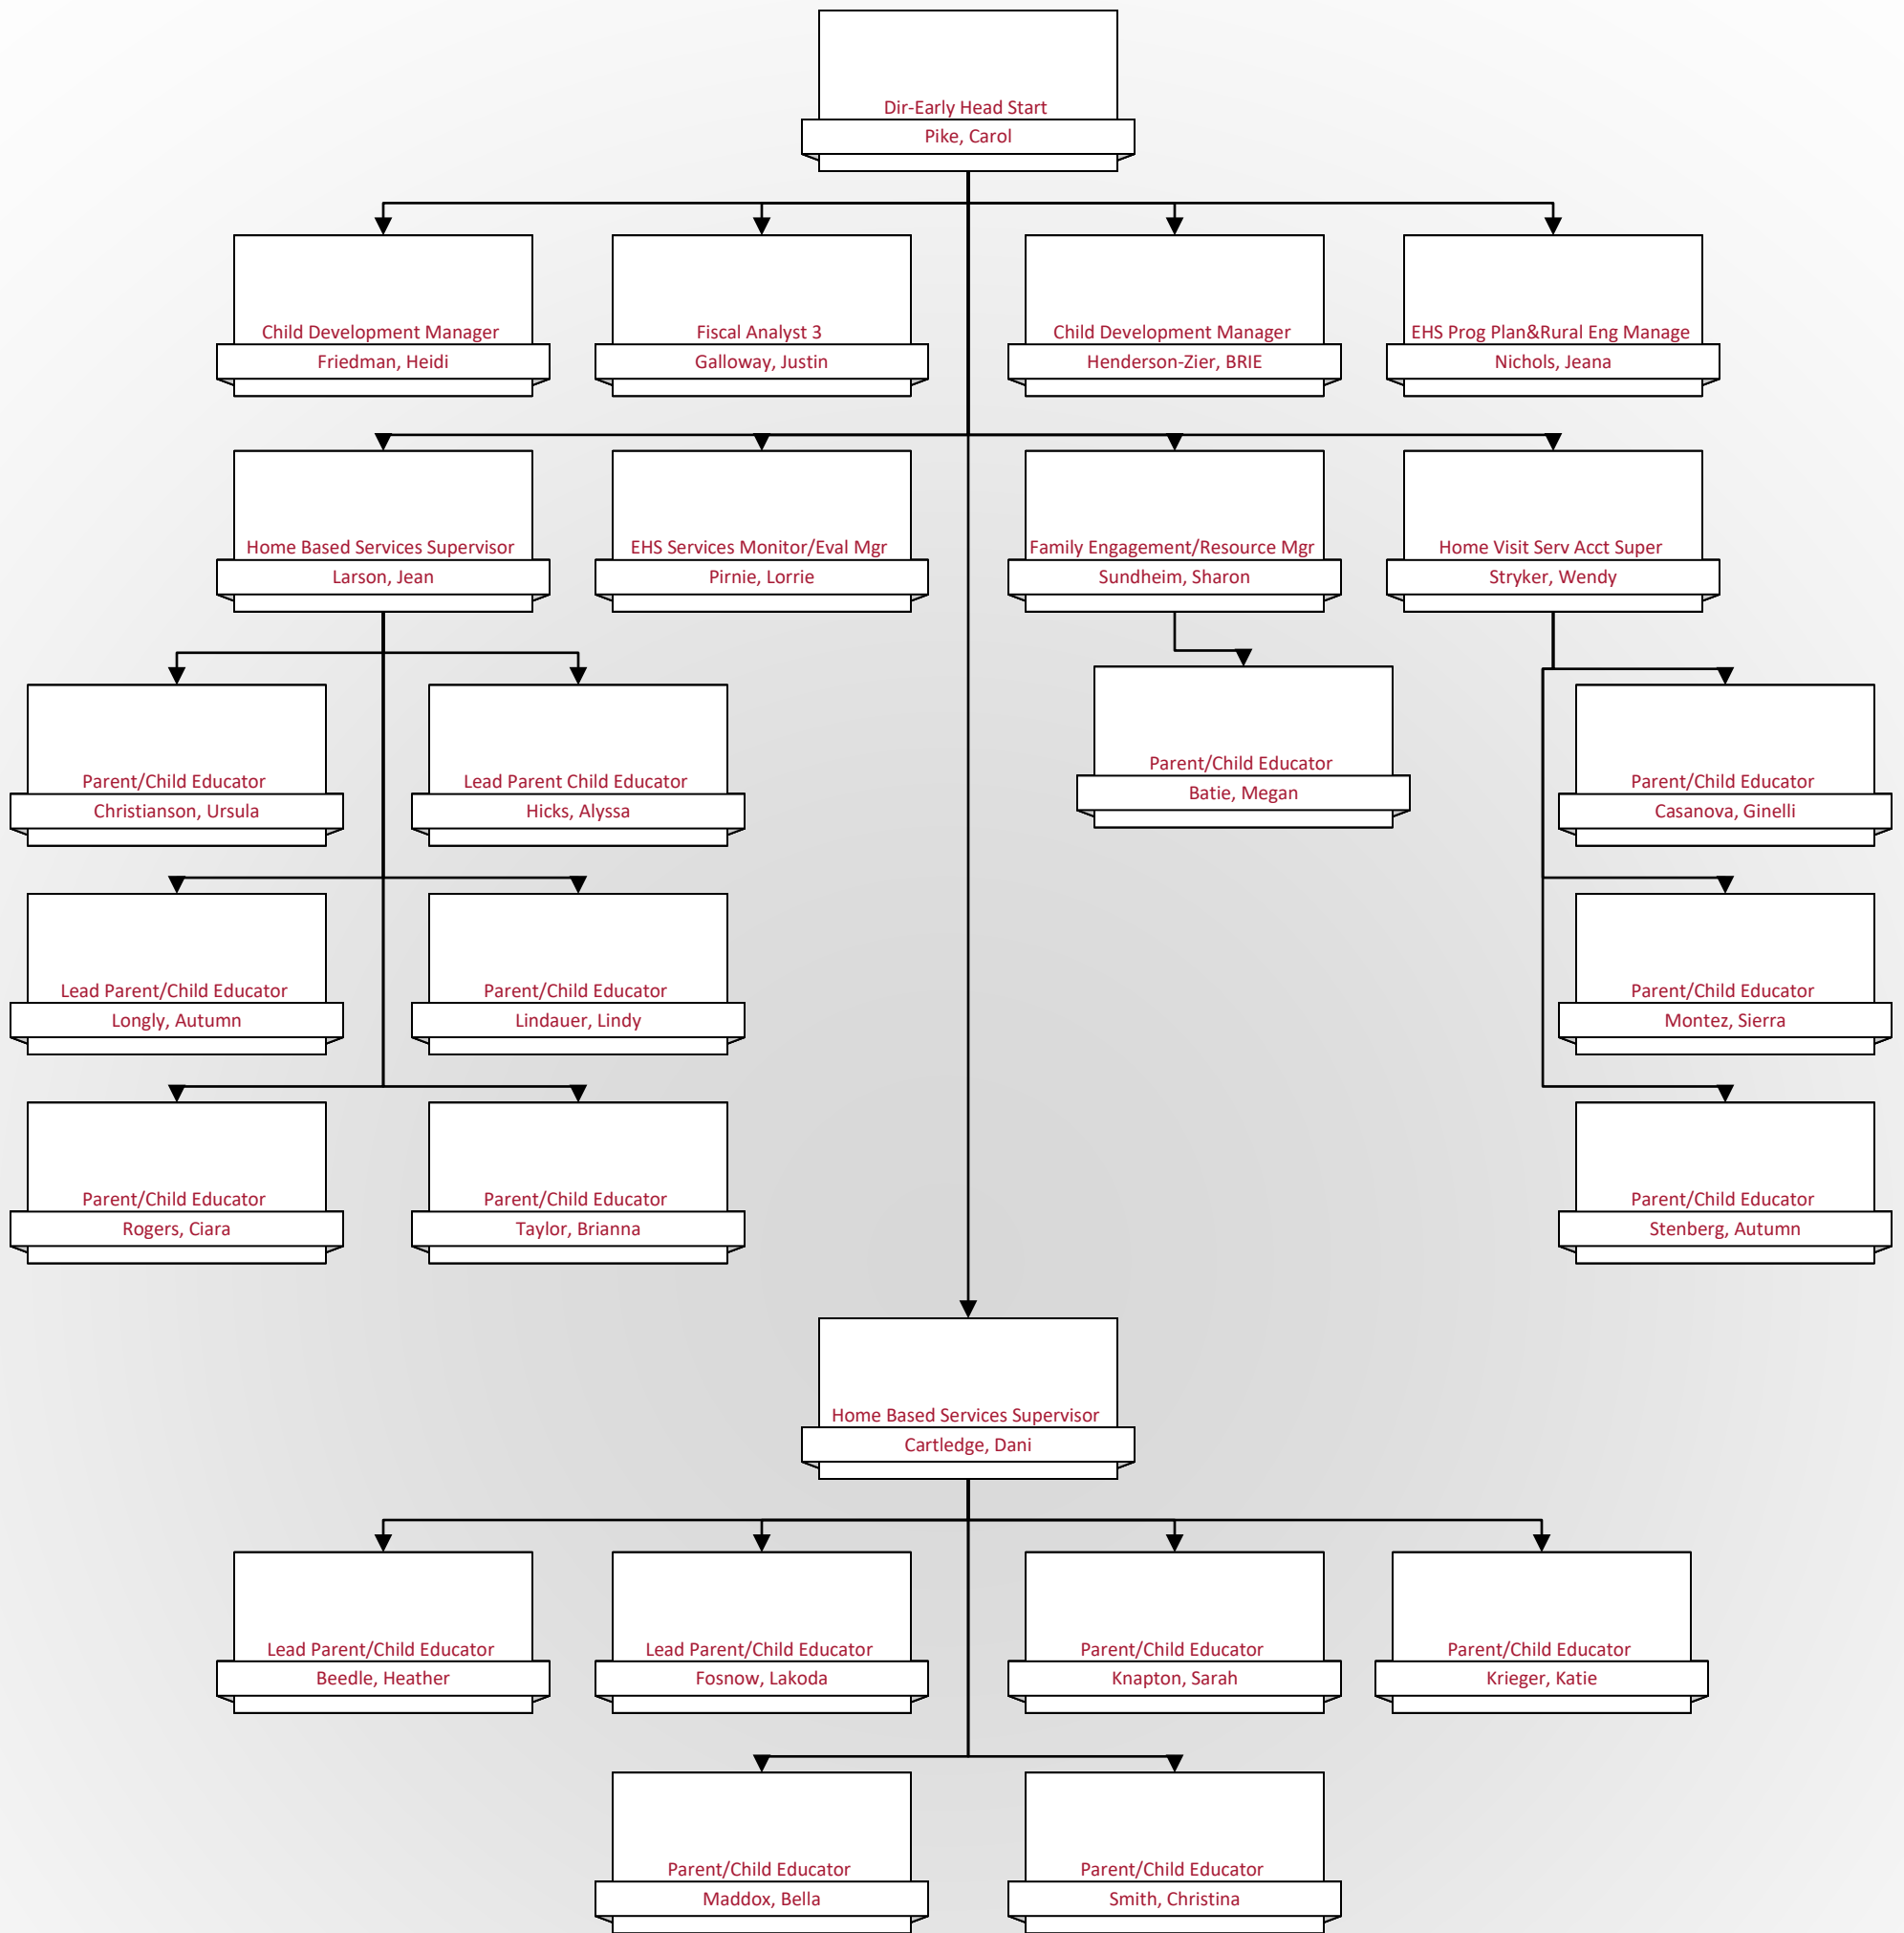 Dir-Early Head Start
Pike, Carol
Child Development Manager
Friedman, Heidi
Fiscal Analyst 3
Galloway, Justin
Child Development Manager
Henderson-Zier, BRIE
EHS Prog Plan&Rural Eng Manage
Nichols, Jeana
Home Based Services Supervisor
Larson, Jean
EHS Services Monitor/Eval Mgr
Pirnie, Lorrie
Family Engagement/Resource Mgr
Sundheim, Sharon
Home Visit Serv Acct Super
Stryker, Wendy
Parent/Child Educator
Christianson, Ursula
Lead Parent Child Educator
Hicks, Alyssa
Parent/Child Educator
Batie, Megan
Parent/Child Educator
Casanova, Ginelli
Lead Parent/Child Educator
Longly, Autumn
Parent/Child Educator
Lindauer, Lindy
Parent/Child Educator
Montez, Sierra
Parent/Child Educator
Rogers, Ciara
Parent/Child Educator
Taylor, Brianna
Parent/Child Educator
Stenberg, Autumn
Home Based Services Supervisor
Cartledge, Dani
Lead Parent/Child Educator
Beedle, Heather
Lead Parent/Child Educator
Fosnow, Lakoda
Parent/Child Educator
Knapton, Sarah
Parent/Child Educator
Krieger, Katie
Parent/Child Educator
Maddox, Bella
Parent/Child Educator
Smith, Christina